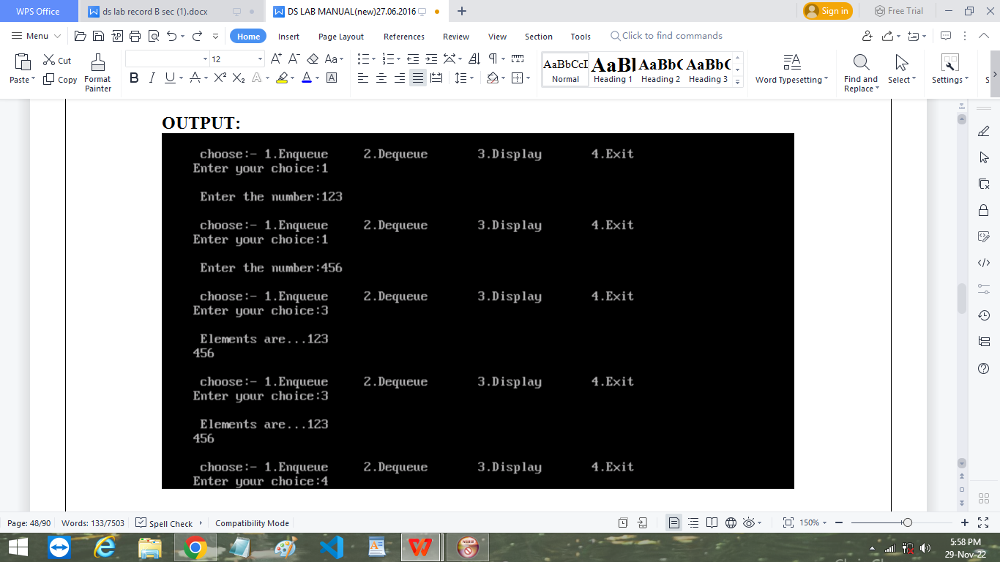 WPS Office ds lab record B sec (1).docx DS LAB MANUAL(new)27.06.2016 Sign in Free Trial
Menu Home Insert Page Layout References Review View Section Tools Click to find commands
Paste Cut Copy Format Painter 12 AaBbCcD Normal AaBb Heading 1 AaBbC Heading 2 AaBbC Heading 3 Word Typesetting Find and Replace Select Settings S
OUTPUT:
choose:- 1.Enqueue 2.Dequeue 3.Display 4.Exit
Enter your choice:1
Enter the number:123
choose:- 1.Enqueue 2.Dequeue 3.Display 4.Exit
Enter your choice:1
Enter the number:456
choose:- 1.Enqueue 2.Dequeue 3.Display 4.Exit
Enter your choice:3
Elements are...123
456
choose:- 1.Enqueue 2.Dequeue 3.Display 4.Exit
Enter your choice:3
Elements are...123
456
choose:- 1.Enqueue 2.Dequeue 3.Display 4.Exit
Enter your choice:4
Page: 48/90 Words: 133/7503 Spell Check Compatibility Mode 150%
5:58 PM
29-Nov-22